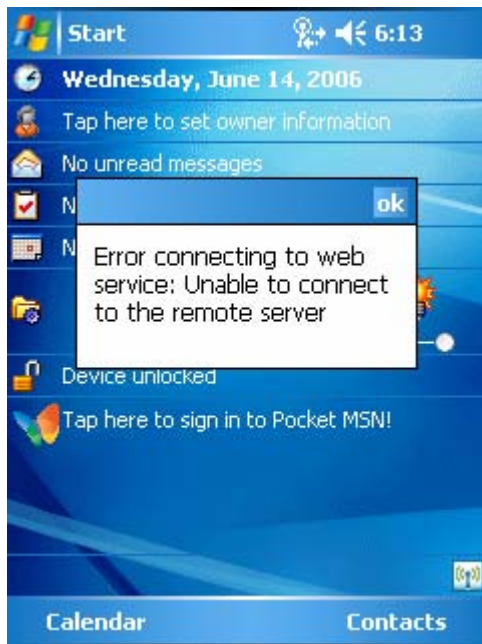 Start 6:13
Wednesday, June 14, 2006
Tap here to set owner information
No unread messages
N
ok
N
Error connecting to web
service: Unable to connect
to the remote server
Device unlocked
Tap here to sign in to Pocket MSN!
Calendar Contacts